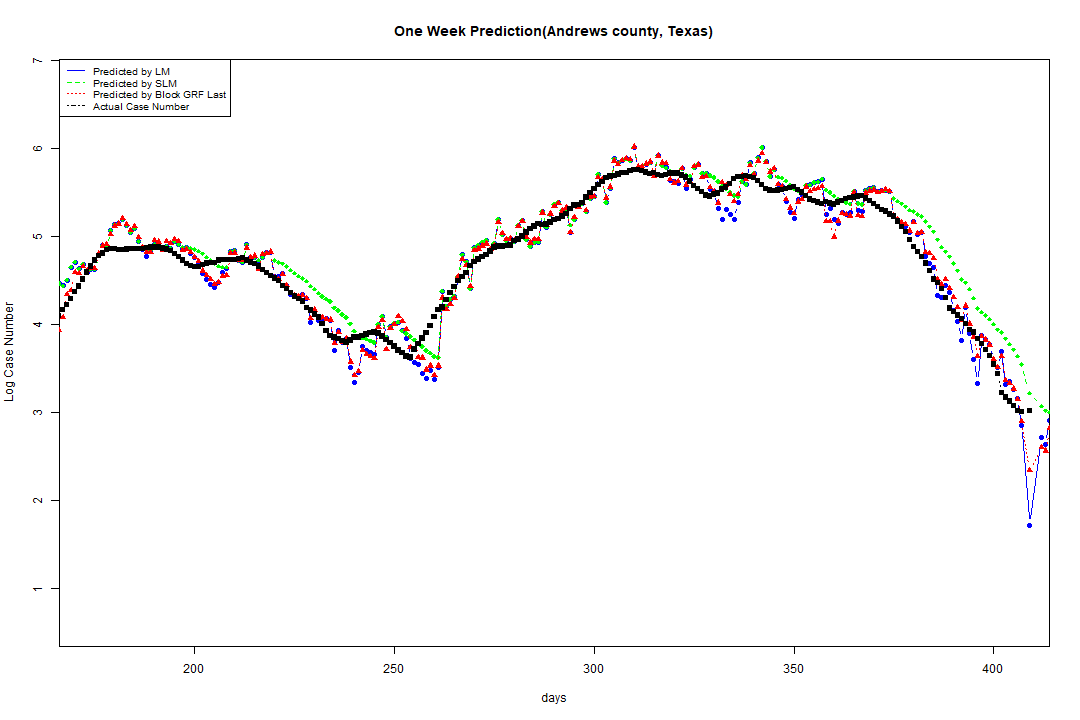 One Week Prediction(Andrews county, Texas)
Predicted by LM
Predicted by SLM
Predicted by Block GRF Last
Actual Case Number
7
6
5
4
3
2
1
Log Case Number
200
250
300
350
400
days